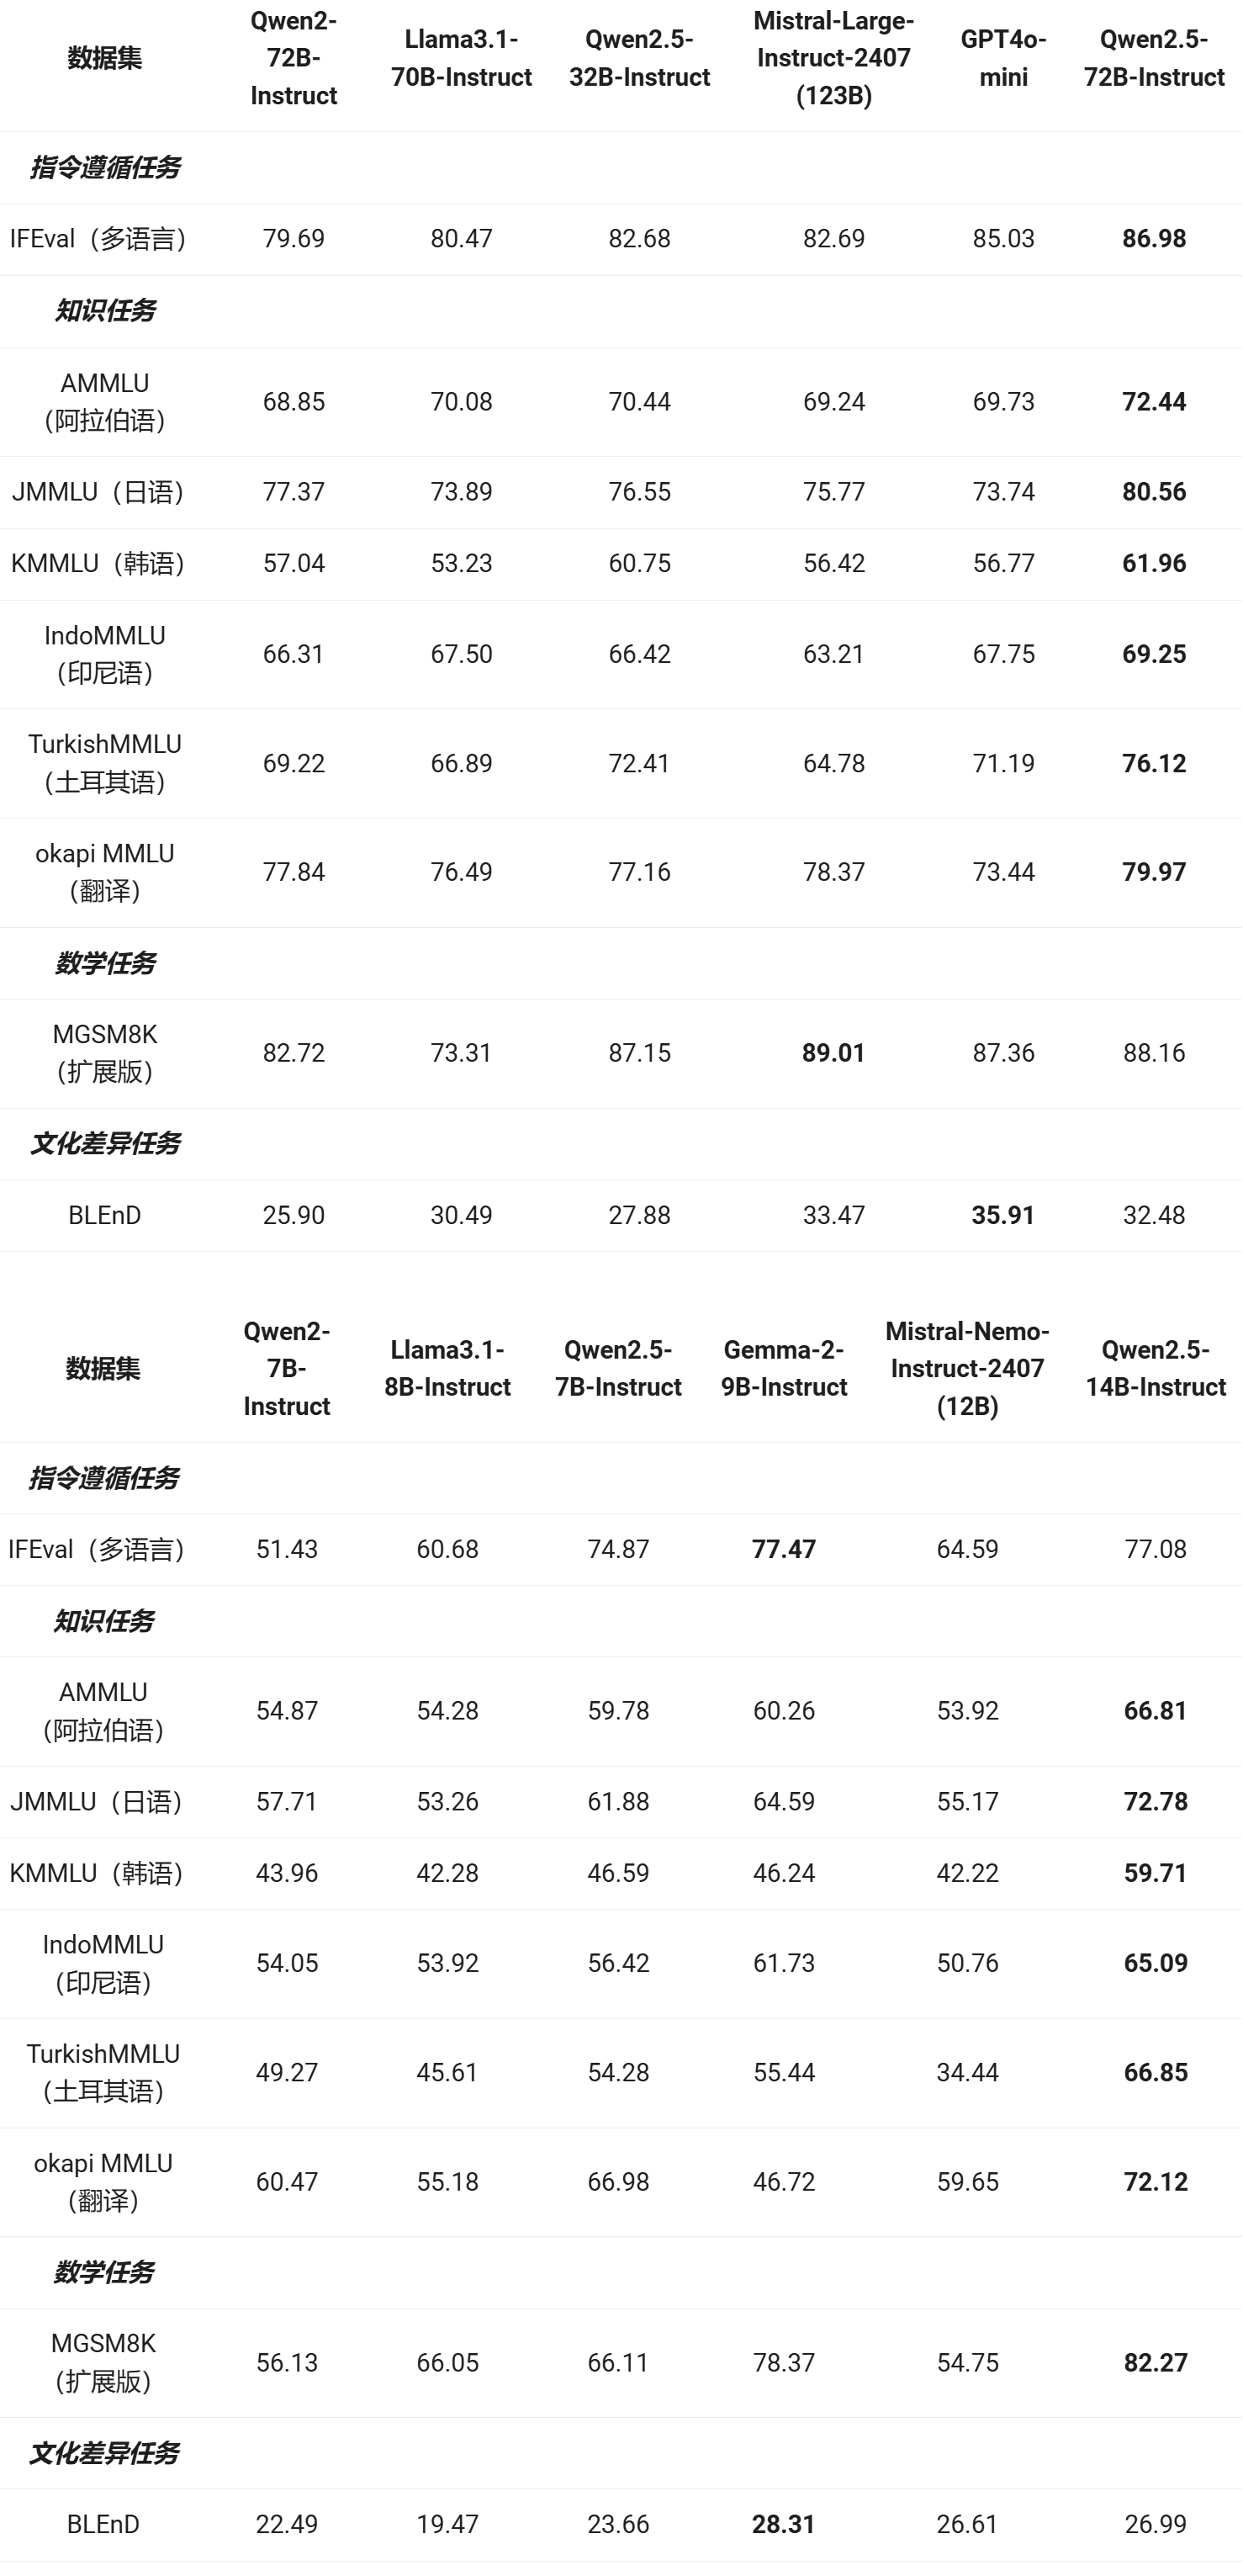 数据集 Qwen2-72B-Instruct Llama3.1-70B-Instruct Qwen2.5-32B-Instruct Mistral-Large-Instruct-2407 (123B) GPT4o-mini Qwen2.5-72B-Instruct
指令遵循任务
IFEval（多语言） 79.69 80.47 82.68 82.69 85.03 86.98
知识任务
AMMLU（阿拉伯语） 68.85 70.08 70.44 69.24 69.73 72.44
JMMLU（日语） 77.37 73.89 76.55 75.77 73.74 80.56
KMMLU（韩语） 57.04 53.23 60.75 56.42 56.77 61.96
IndoMMLU（印尼语） 66.31 67.50 66.42 63.21 67.75 69.25
TurkishMMLU（土耳其语） 69.22 66.89 72.41 64.78 71.19 76.12
okapi MMLU（翻译） 77.84 76.49 77.16 78.37 73.44 79.97
数学任务
MGSM8K（扩展版） 82.72 73.31 87.15 89.01 87.36 88.16
文化差异任务
BLEnD 25.90 30.49 27.88 33.47 35.91 32.48
数据集 Qwen2-7B-Instruct Llama3.1-8B-Instruct Qwen2.5-7B-Instruct Gemma-2-9B-Instruct Mistral-Nemo-Instruct-2407 (12B) Qwen2.5-14B-Instruct
指令遵循任务
IFEval（多语言） 51.43 60.68 74.87 77.47 64.59 77.08
知识任务
AMMLU（阿拉伯语） 54.87 54.28 59.78 60.26 53.92 66.81
JMMLU（日语） 57.71 53.26 61.88 64.59 55.17 72.78
KMMLU（韩语） 43.96 42.28 46.59 46.24 42.22 59.71
IndoMMLU（印尼语） 54.05 53.92 56.42 61.73 50.76 65.09
TurkishMMLU（土耳其语） 49.27 45.61 54.28 55.44 34.44 66.85
okapi MMLU（翻译） 60.47 55.18 66.98 46.72 59.65 72.12
数学任务
MGSM8K（扩展版） 56.13 66.05 66.11 78.37 54.75 82.27
文化差异任务
BLEnD 22.49 19.47 23.66 28.31 26.61 26.99